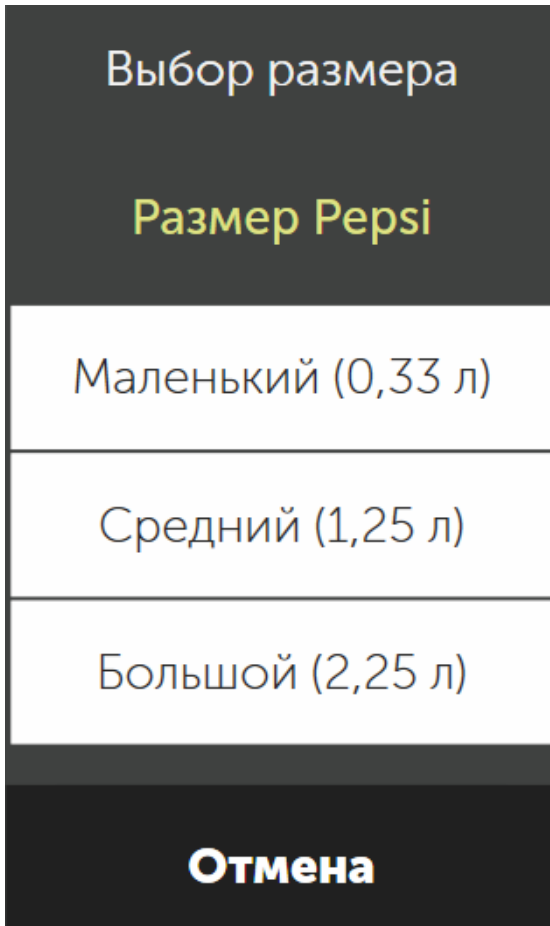 Выбор размера
Размер Pepsi
Маленький (0,33 л)
Средний (1,25 л)
Большой (2,25 л)
Отмена